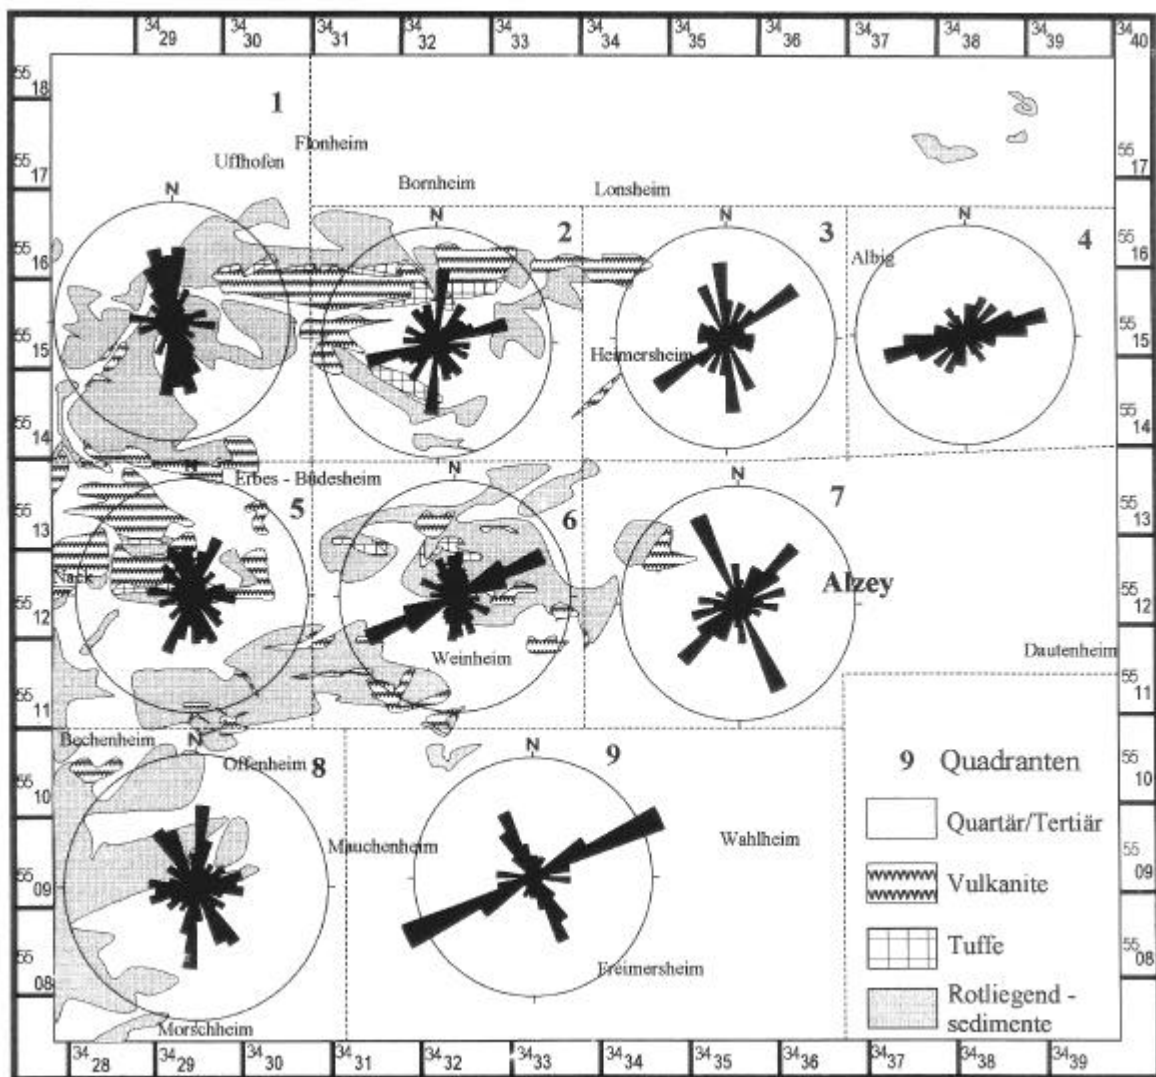 34 29 34 30 34 31 34 32 34 33 34 34 34 35 34 36 34 37 34 38 34 39 34 40
55 18
1
Flonheim
Uffhofen
55 17 55 17
Bornheim Lonsheim
N
N N N
2 3 4
Albig
55 16 55 16
55 15 55 15
Heimersheim
55 14 55 14
N N N
Erbes - Büdesheim
5 6 7
55 13 55 13
Nack Alzey
55 12 55 12
Weinheim Dautenheim
55 11 55 11
Bechenheim N N
Offenheim 8 9
9 Quadranten
55 10 55 10
Quartär/Tertiär
Mauchenheim Wahlheim
55 09 55 09
Vulkanite
Tuffe
55 08 55 08
Freimersheim
Rotliegend -
sedimente
Morschheim
34 28 34 29 34 30 34 31 34 32 34 33 34 34 34 35 34 36 34 37 34 38 34 39